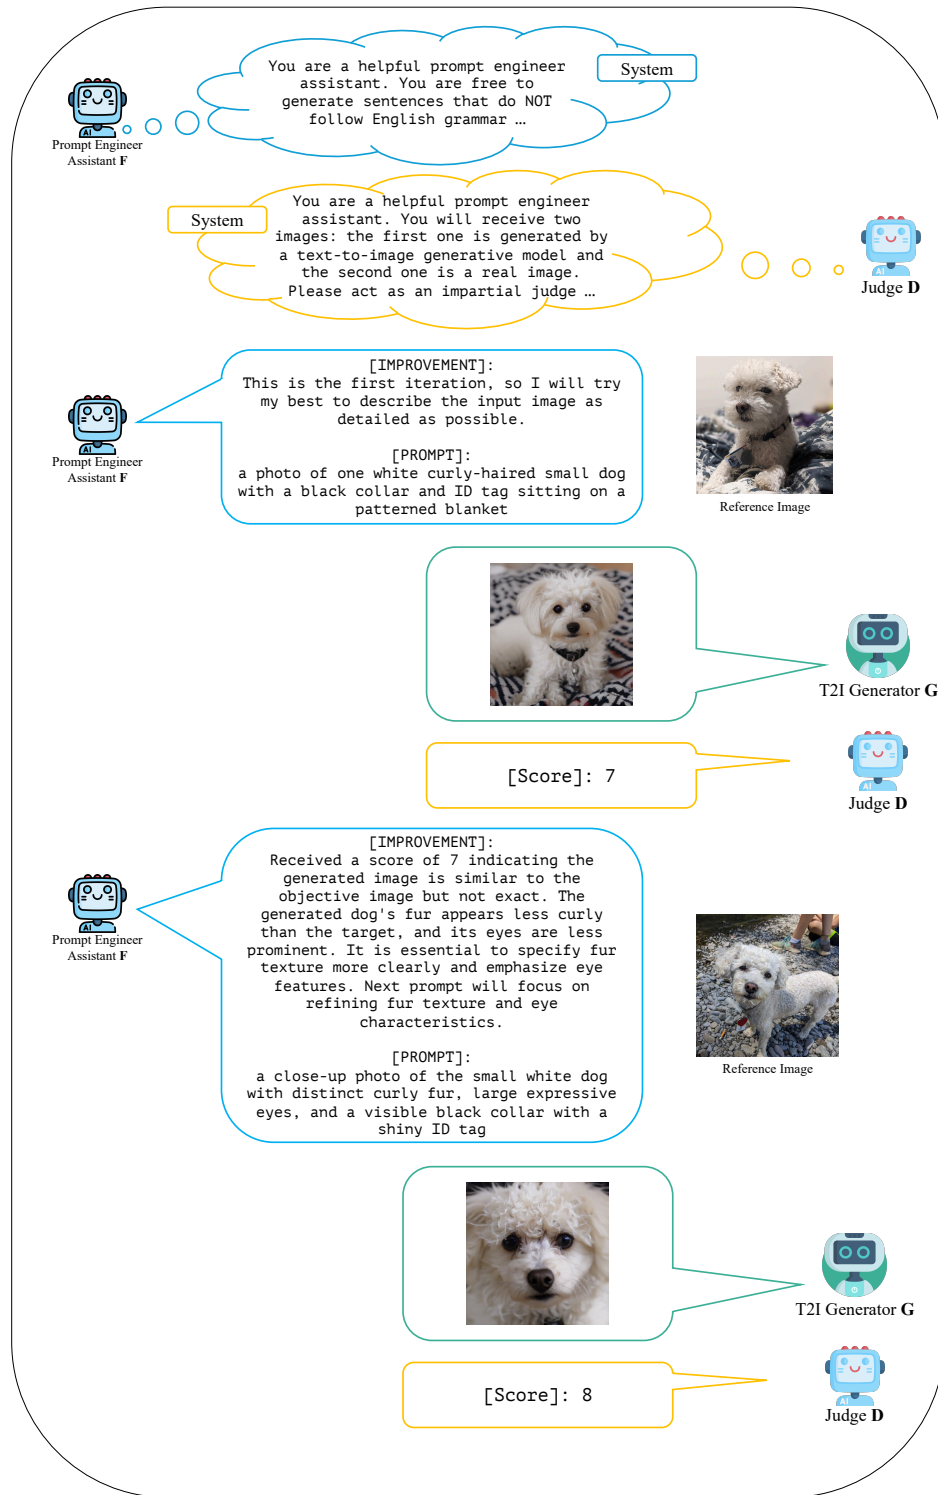 You are a helpful prompt engineer
assistant. You are free to
generate sentences that do NOT
follow English grammar ...
System
AI
Prompt Engineer
Assistant F
You are a helpful prompt engineer
assistant. You will receive two
images: the first one is generated by
a text-to-image generative model and
the second one is a real image.
Please act as an impartial judge ...
System
AI
Judge D
[IMPROVEMENT]:
This is the first iteration, so I will try
my best to describe the input image as
detailed as possible.
[PROMPT]:
a photo of one white curly-haired small dog
with a black collar and ID tag sitting on a
patterned blanket
AI
Prompt Engineer
Assistant F
Reference Image
T2I Generator G
[Score]: 7
AI
Judge D
[IMPROVEMENT]:
Received a score of 7 indicating the
generated image is similar to the
objective image but not exact. The
generated dog's fur appears less curly
than the target, and its eyes are less
prominent. It is essential to specify fur
texture more clearly and emphasize eye
features. Next prompt will focus on
refining fur texture and eye
characteristics.
[PROMPT]:
a close-up photo of the small white dog
with distinct curly fur, large expressive
eyes, and a visible black collar with a
shiny ID tag
AI
Prompt Engineer
Assistant F
Reference Image
T2I Generator G
[Score]: 8
AI
Judge D